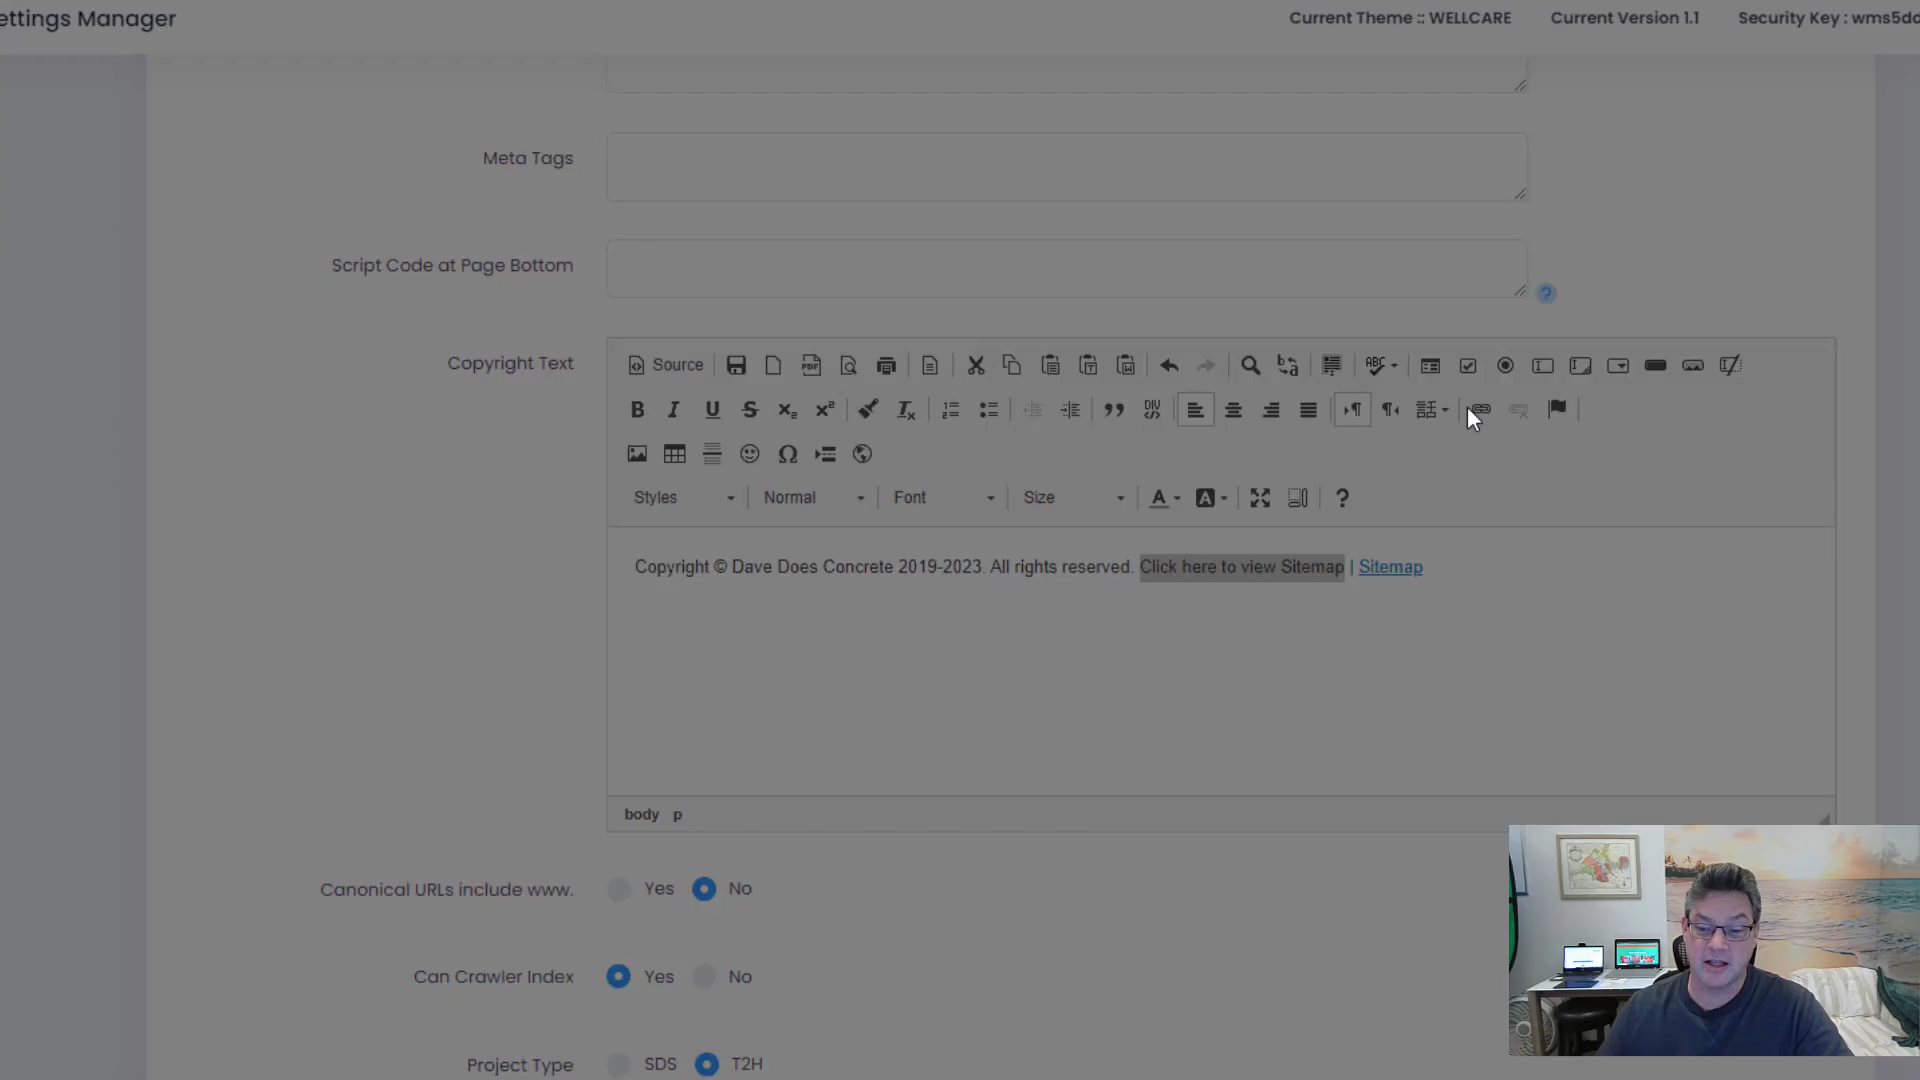 ettings Manager
Current Theme :: WELLCARE
Current Version 1.1
Security Key : wms5dd
Meta Tags
Script Code at Page Bottom
?
Copyright Text
Source
Styles
Normal
Font
Size
?
Copyright © Dave Does Concrete 2019-2023. All rights reserved. Click here to view Sitemap | Sitemap
body p
Canonical URLs include www.
Yes
No
Can Crawler Index
Yes
No
Project Type
SDS
T2H